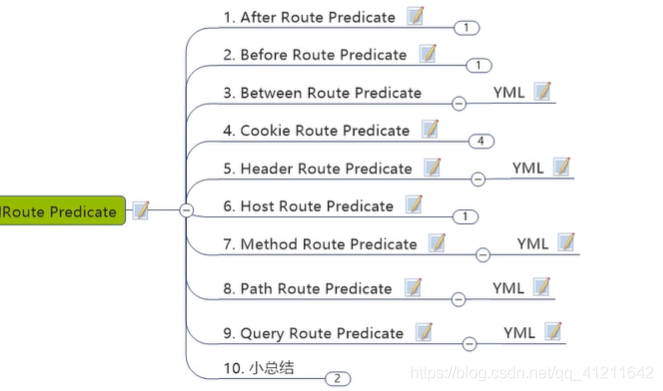 1. After Route Predicate
1
2. Before Route Predicate
1
3. Between Route Predicate
YML
4. Cookie Route Predicate
4
5. Header Route Predicate
YML
Route Predicate
6. Host Route Predicate
1
7. Method Route Predicate
YML
8. Path Route Predicate
YML
9. Query Route Predicate
YML
10. 小总结
2
https://blog.csdn.net/qq_41211642